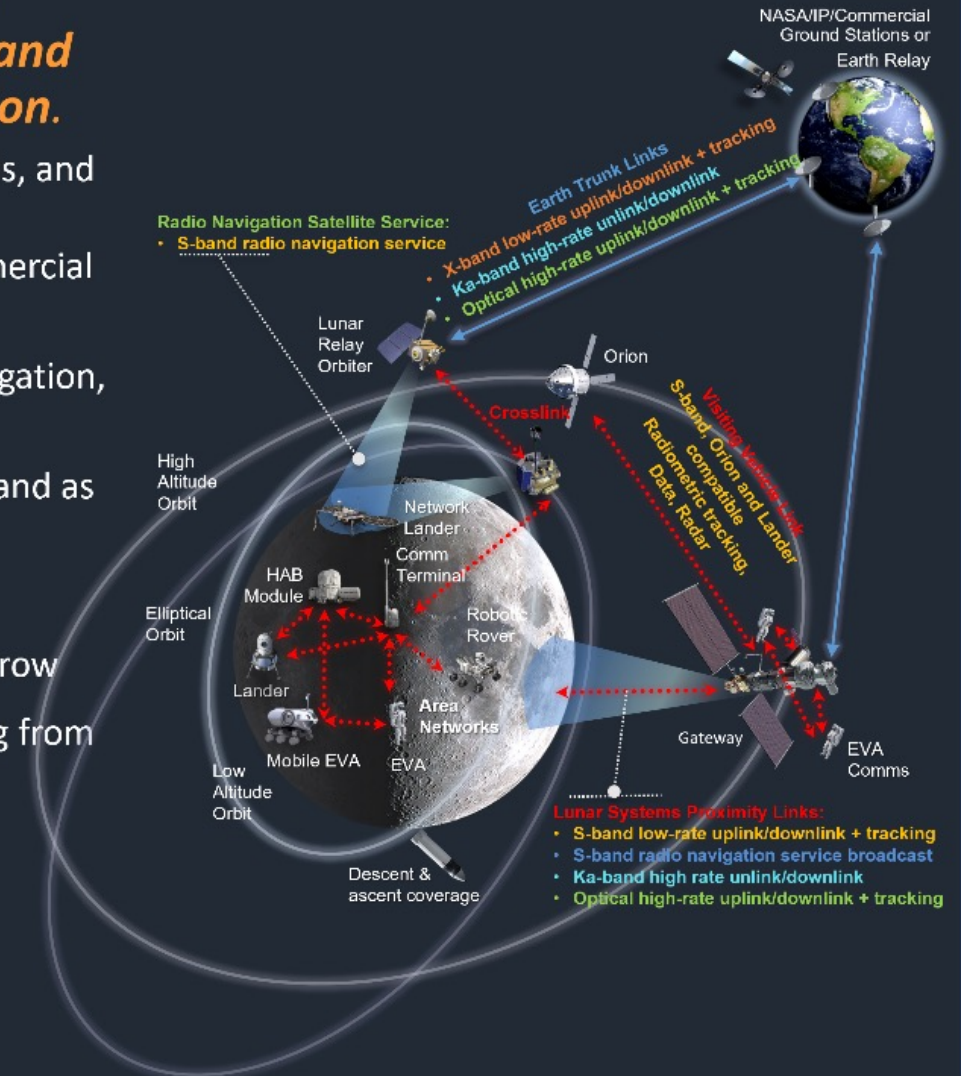 and
on.
s, and
nercial
gation,
and as
row
g from
NASA/IP/Commercial
Ground Stations or
Earth Relay
Earth Trunk Links
• X-band low-rate uplink/downlink + tracking
• Ka-band high-rate unlink/downlink
• Optical high-rate uplink/downlink + tracking
Radio Navigation Satellite Service:
• S-band radio navigation service
Lunar
Relay
Orbiter
Orion
Crosslink
Visiting Vehicle Link
S-band, Orion and Lander
compatible
Radiometric tracking,
Data, Radar
High
Altitude
Orbit
Network
Lander
Comm
Terminal
HAB
Module
Elliptical
Orbit
Robotic
Rover
Lander
Area
Networks
Mobile EVA
EVA
Gateway
EVA
Comms
Low
Altitude
Orbit
Lunar Systems Proximity Links:
• S-band low-rate uplink/downlink + tracking
• S-band radio navigation service broadcast
• Ka-band high rate unlink/downlink
• Optical high-rate uplink/downlink + tracking
Descent &
ascent coverage